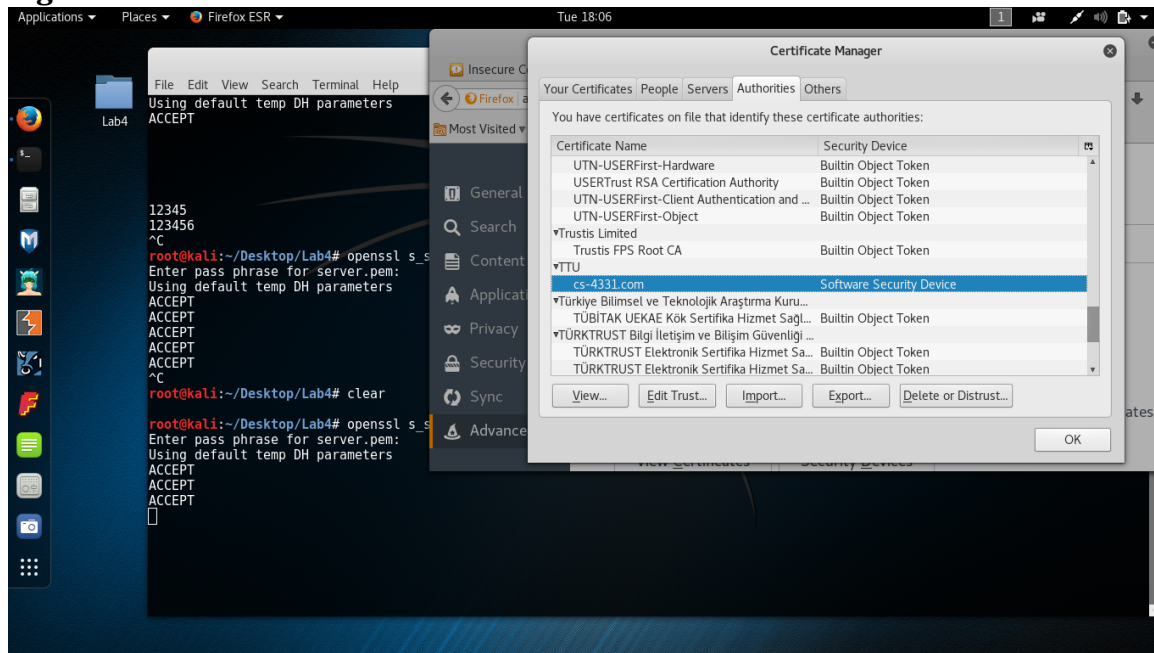 Applications ▾ Places ▾ Firefox ESR ▾ Tue 18:06 1
Lab4
File Edit View Search Terminal Help
Using default temp DH parameters
ACCEPT
12345
123456
^C
root@kali:~/Desktop/Lab4# openssl s_s
Enter pass phrase for server.pem:
Using default temp DH parameters
ACCEPT
ACCEPT
ACCEPT
ACCEPT
ACCEPT
^C
root@kali:~/Desktop/Lab4# clear
root@kali:~/Desktop/Lab4# openssl s_s
Enter pass phrase for server.pem:
Using default temp DH parameters
ACCEPT
ACCEPT
ACCEPT
Insecure C
Firefox a
Most Visited ▾
General
Search
Content
Applicati
Privacy
Security
Sync
Advance
Certificate Manager
Your Certificates People Servers Authorities Others
You have certificates on file that identify these certificate authorities:
Certificate Name Security Device
UTN-USERFirst-Hardware Builtin Object Token
USERTrust RSA Certification Authority Builtin Object Token
UTN-USERFirst-Client Authentication and ... Builtin Object Token
UTN-USERFirst-Object Builtin Object Token
▾Trustis Limited
Trustis FPS Root CA Builtin Object Token
▾TTU
cs-4331.com Software Security Device
▾Türkiye Bilimsel ve Teknolojik Araştırma Kuru...
TÜBİTAK UEKAE Kök Sertifika Hizmet Sağl... Builtin Object Token
▾TÜRKTRUST Bilgi İletişim ve Bilişim Güvenliği ...
TÜRKTRUST Elektronik Sertifika Hizmet Sa... Builtin Object Token
TÜRKTRUST Elektronik Sertifika Hizmet Sa... Builtin Object Token
View... Edit Trust... Import... Export... Delete or Distrust...
OK
ates
View Certificates Security Devices